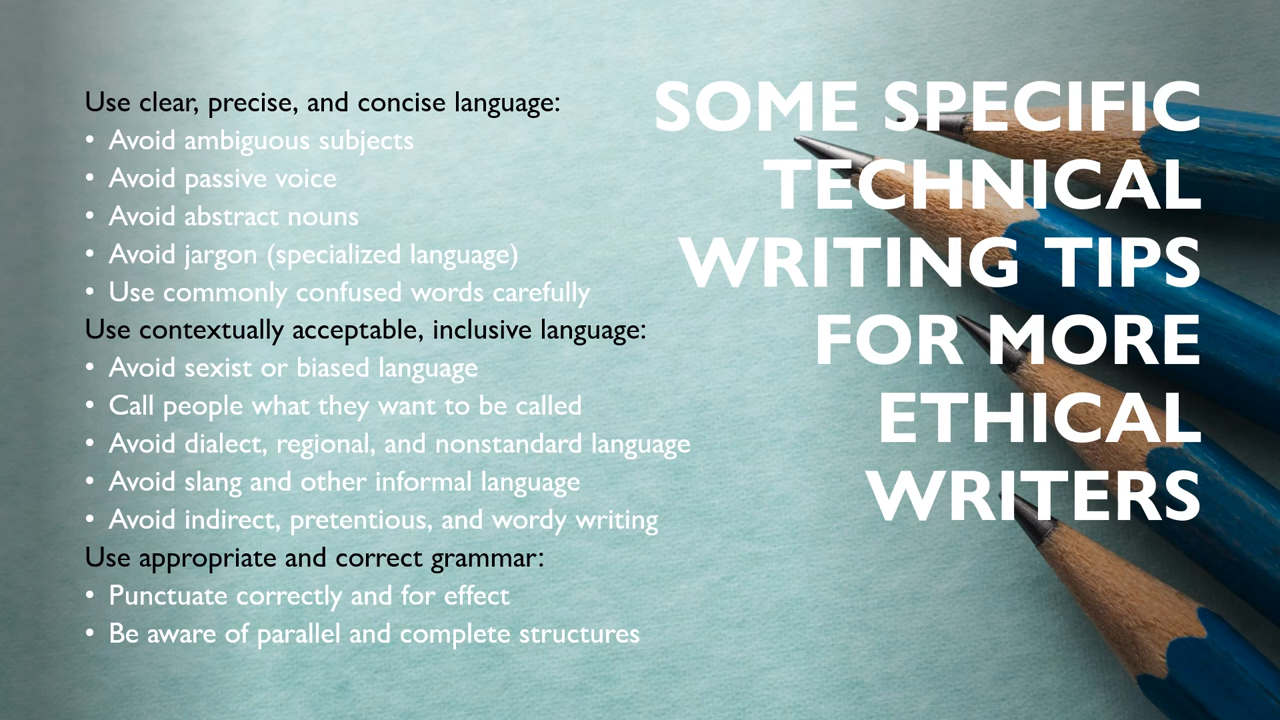 Use clear, precise, and concise language:
• Avoid ambiguous subjects
• Avoid passive voice
• Avoid abstract nouns
• Avoid jargon (specialized language)
• Use commonly confused words carefully
Use contextually acceptable, inclusive language:
• Avoid sexist or biased language
• Call people what they want to be called
• Avoid dialect, regional, and nonstandard language
• Avoid slang and other informal language
• Avoid indirect, pretentious, and wordy writing
Use appropriate and correct grammar:
• Punctuate correctly and for effect
• Be aware of parallel and complete structures
SOME SPECIFIC
TECHNICAL
WRITING TIPS
FOR MORE
ETHICAL
WRITERS